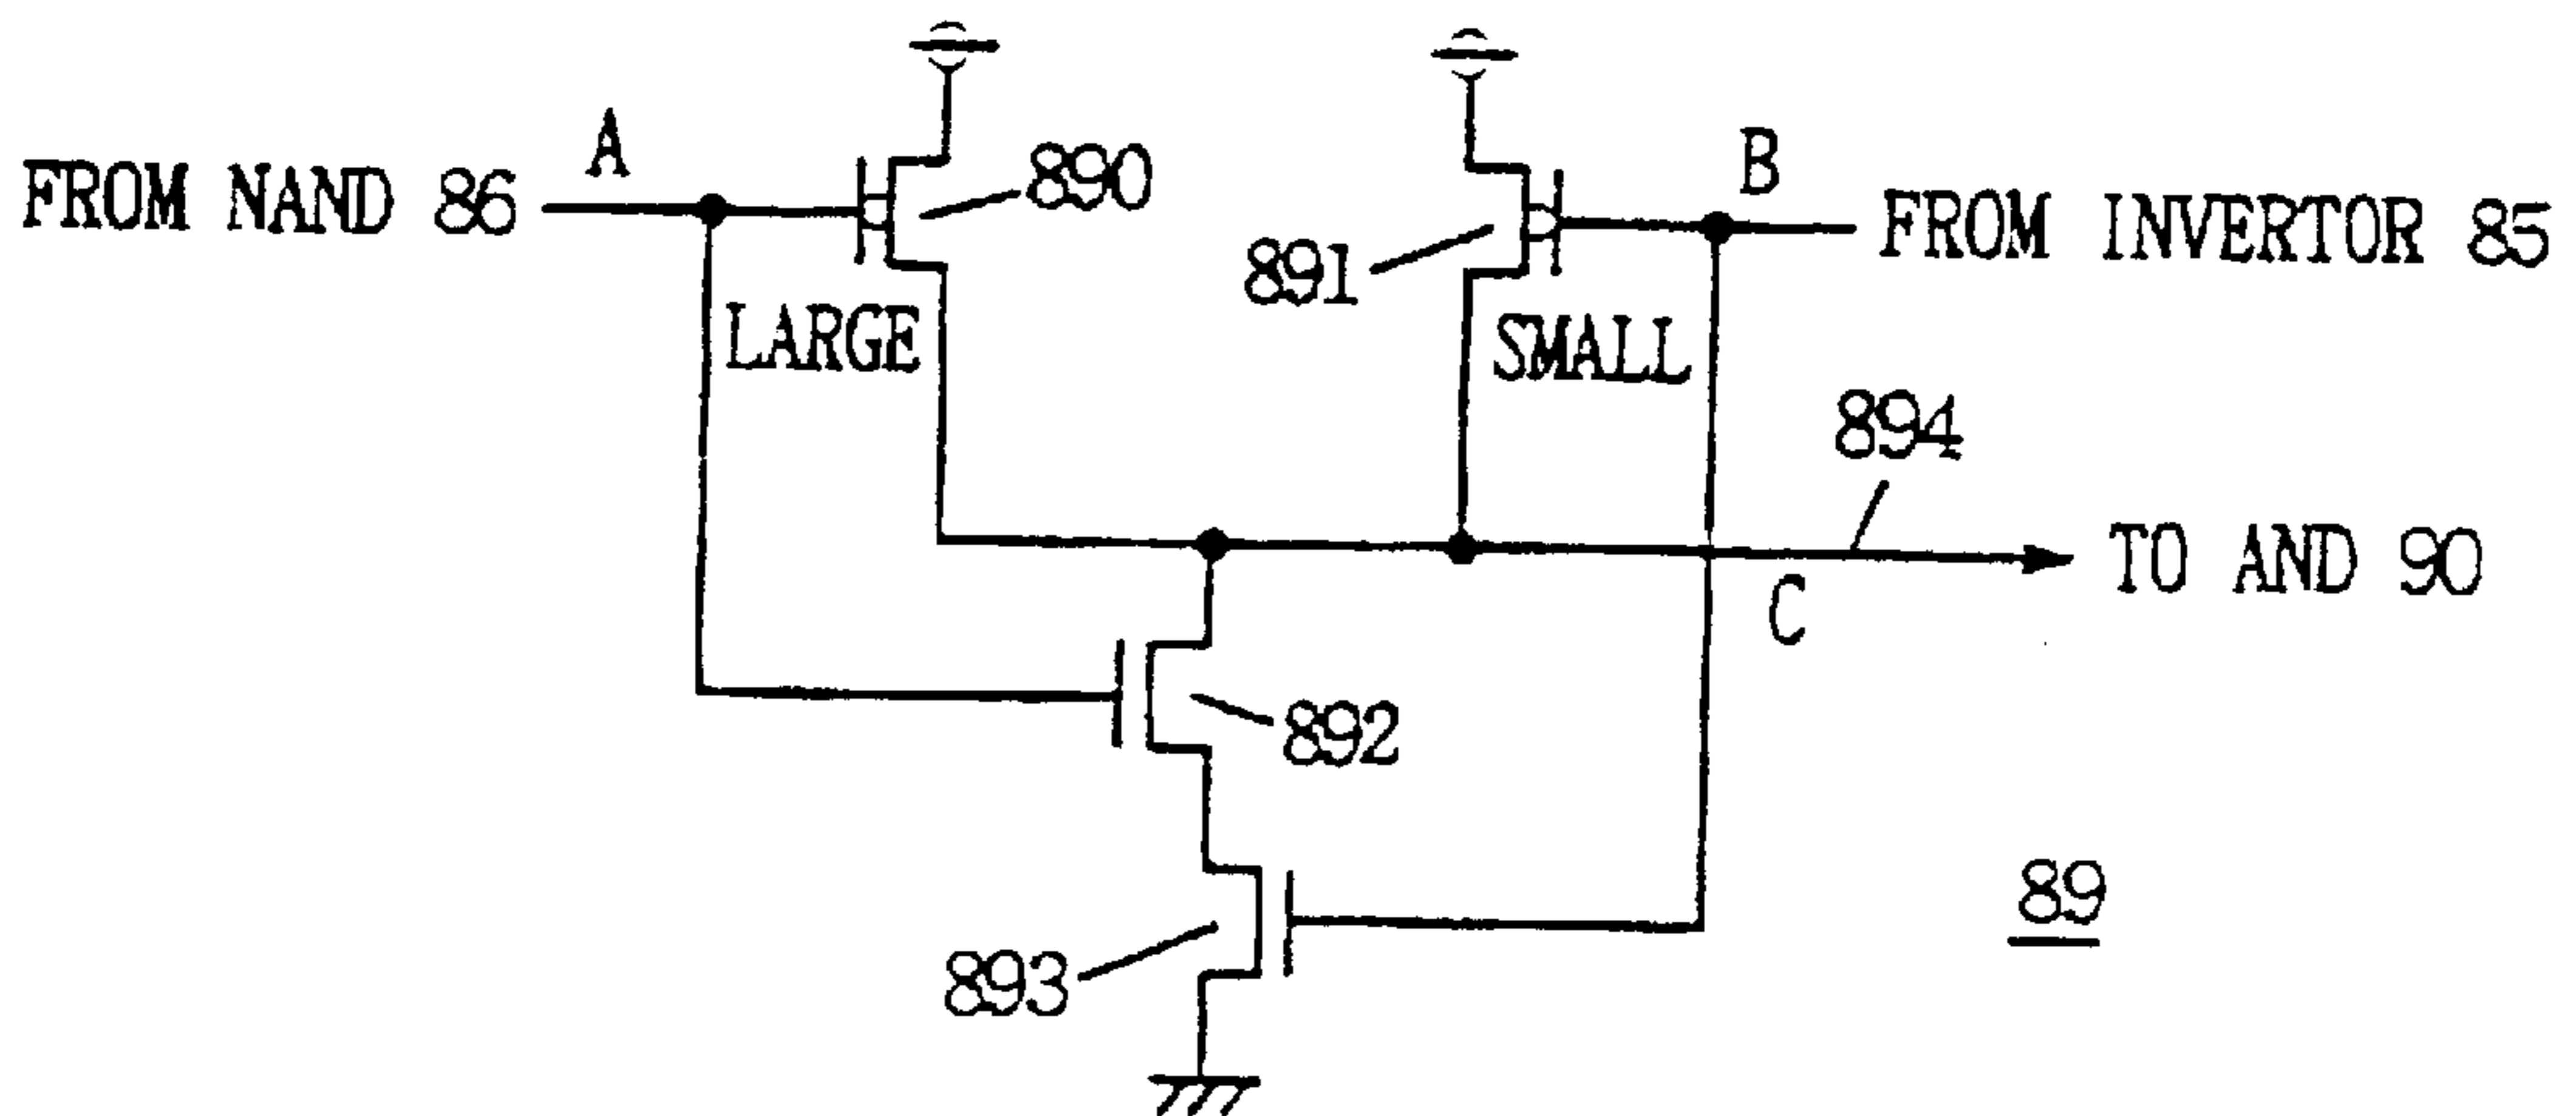 A
FROM NAND 86
890
LARGE
891
SMALL
B
FROM INVERTOR 85
894
TO AND 90
C
892
893
89